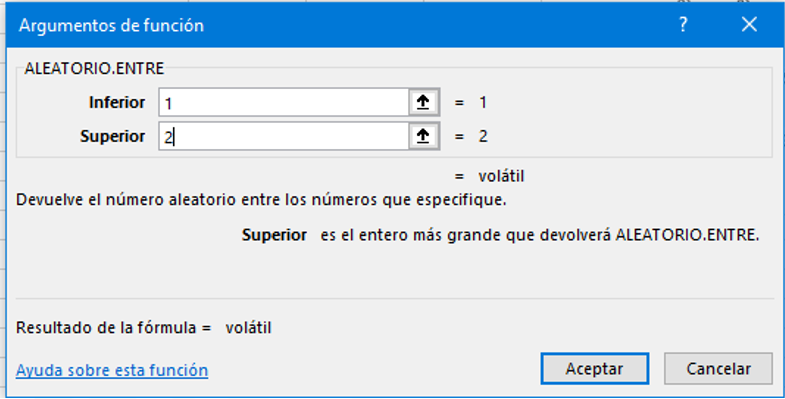 Argumentos de función ? ×
ALEATORIO.ENTRE
Inferior 1 = 1
Superior 2 = 2
= volátil
Devuelve el número aleatorio entre los números que especifique.
Superior es el entero más grande que devolverá ALEATORIO.ENTRE.
Resultado de la fórmula = volátil
Ayuda sobre esta función Aceptar Cancelar